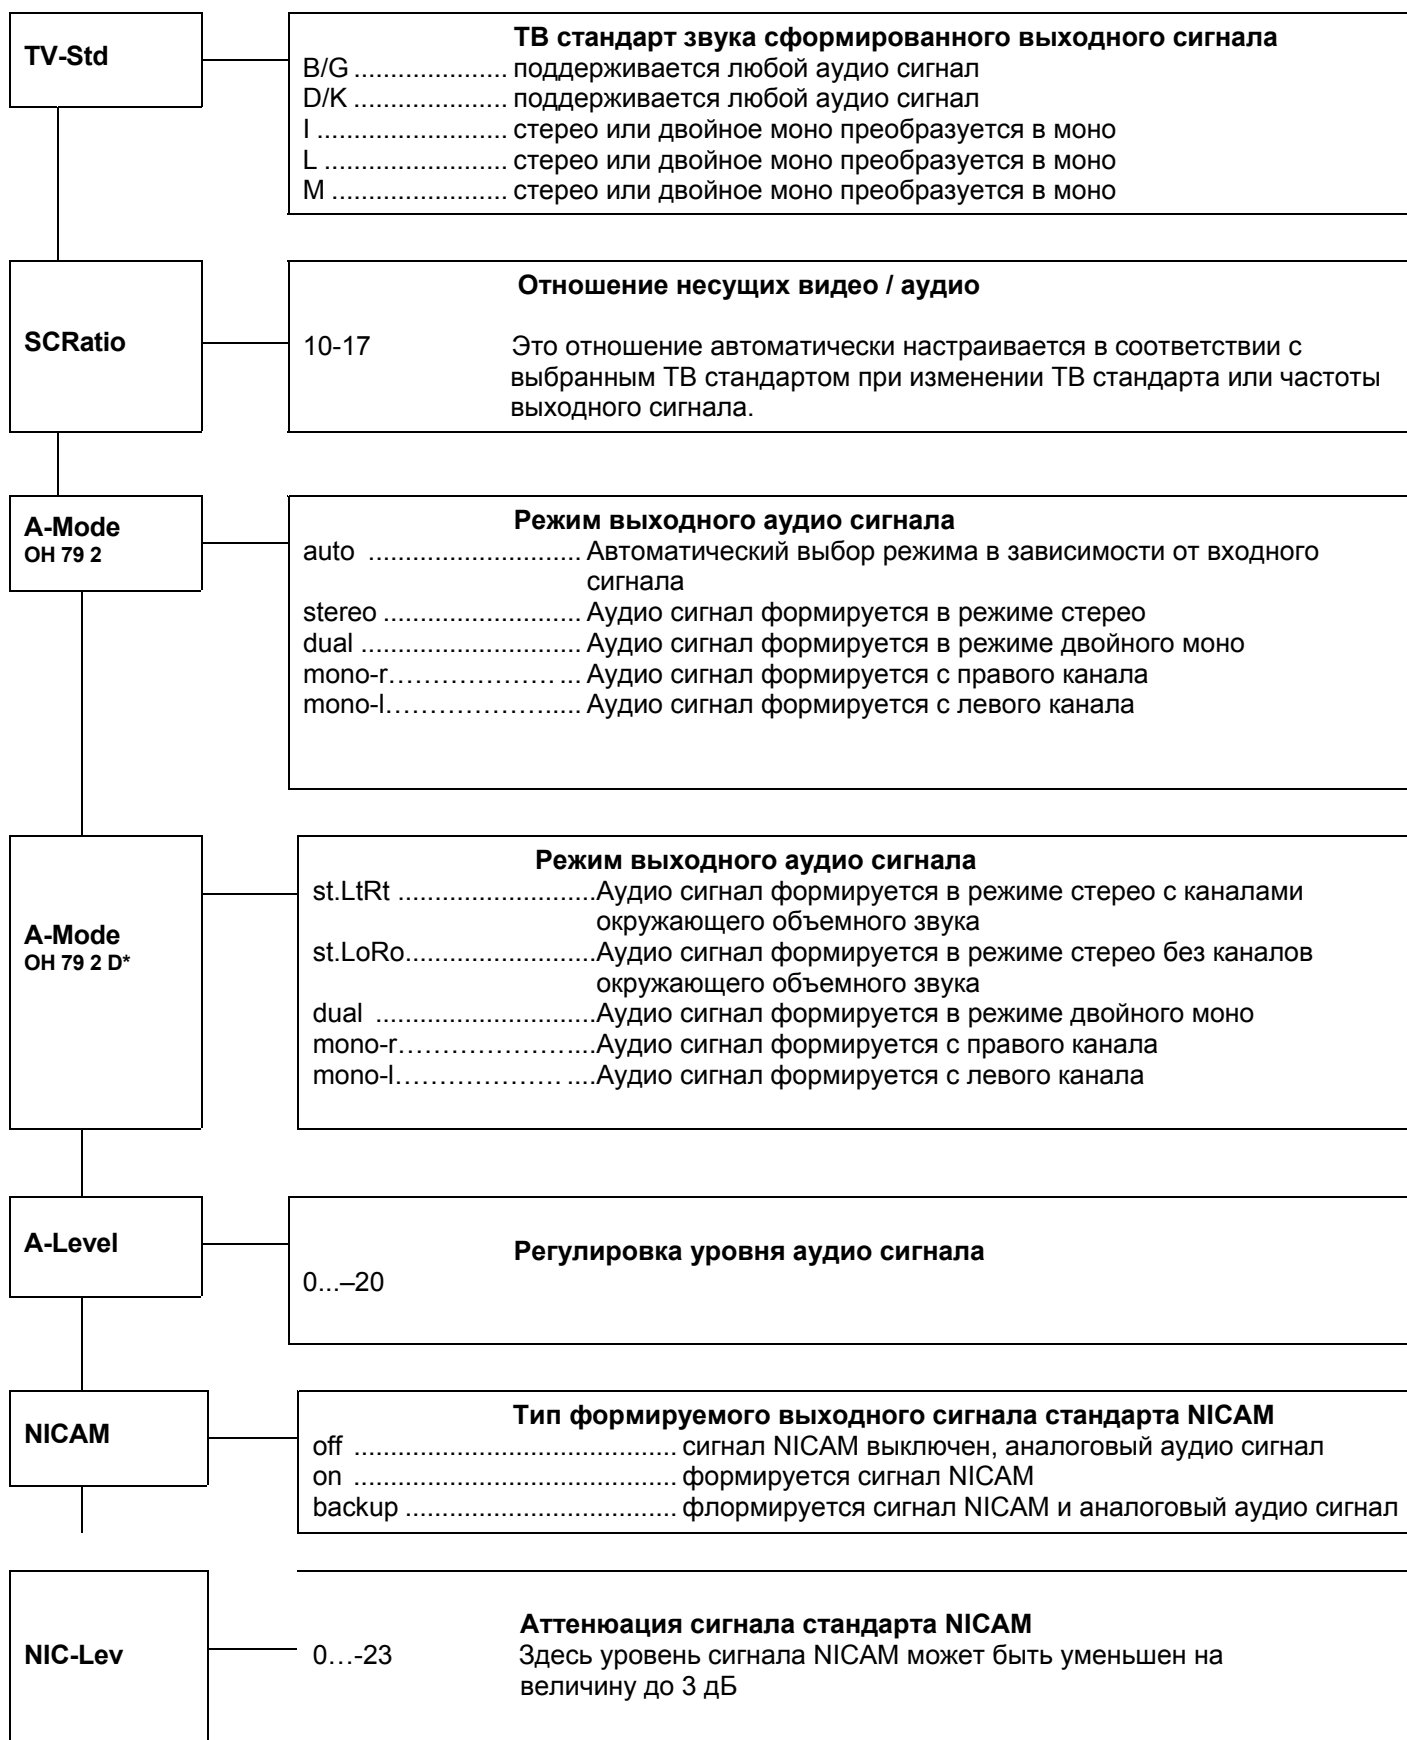 TV-Std
ТВ стандарт звука сформированного выходного сигнала
B/G ..................... поддерживается любой аудио сигнал
D/K ..................... поддерживается любой аудио сигнал
I .......................... стерео или двойное моно преобразуется в моно
L ......................... стерео или двойное моно преобразуется в моно
M ........................ стерео или двойное моно преобразуется в моно
SCRatio
Отношение несущих видео / аудио
10-17 Это отношение автоматически настраивается в соответствии с
выбранным ТВ стандартом при изменении ТВ стандарта или частоты
выходного сигнала.
A-Mode
OH 79 2
Режим выходного аудио сигнала
auto ............................. Автоматический выбор режима в зависимости от входного
сигнала
stereo ........................... Аудио сигнал формируется в режиме стерео
dual .............................. Аудио сигнал формируется в режиме двойного моно
mono-r………………… ... Аудио сигнал формируется с правого канала
mono-l………………...... Аудио сигнал формируется с левого канала
A-Mode
OH 79 2 D*
Режим выходного аудио сигнала
st.LtRt ...........................Аудио сигнал формируется в режиме стерео с каналами
окружающего объемного звука
st.LoRo..........................Аудио сигнал формируется в режиме стерео без каналов
окружающего объемного звука
dual ..............................Аудио сигнал формируется в режиме двойного моно
mono-r…………………....Аудио сигнал формируется с правого канала
mono-l……………… ....Аудио сигнал формируется с левого канала
A-Level
Регулировка уровня аудио сигнала
0...–20
NICAM
Тип формируемого выходного сигнала стандарта NICAM
off ............................................ сигнал NICAM выключен, аналоговый аудио сигнал
on ............................................ формируется сигнал NICAM
backup ..................................... флормируется сигнал NICAM и аналоговый аудио сигнал
NIC-Lev
Аттенюация сигнала стандарта NICAM
0…-23 Здесь уровень сигнала NICAM может быть уменьшен на
величину до 3 дБ